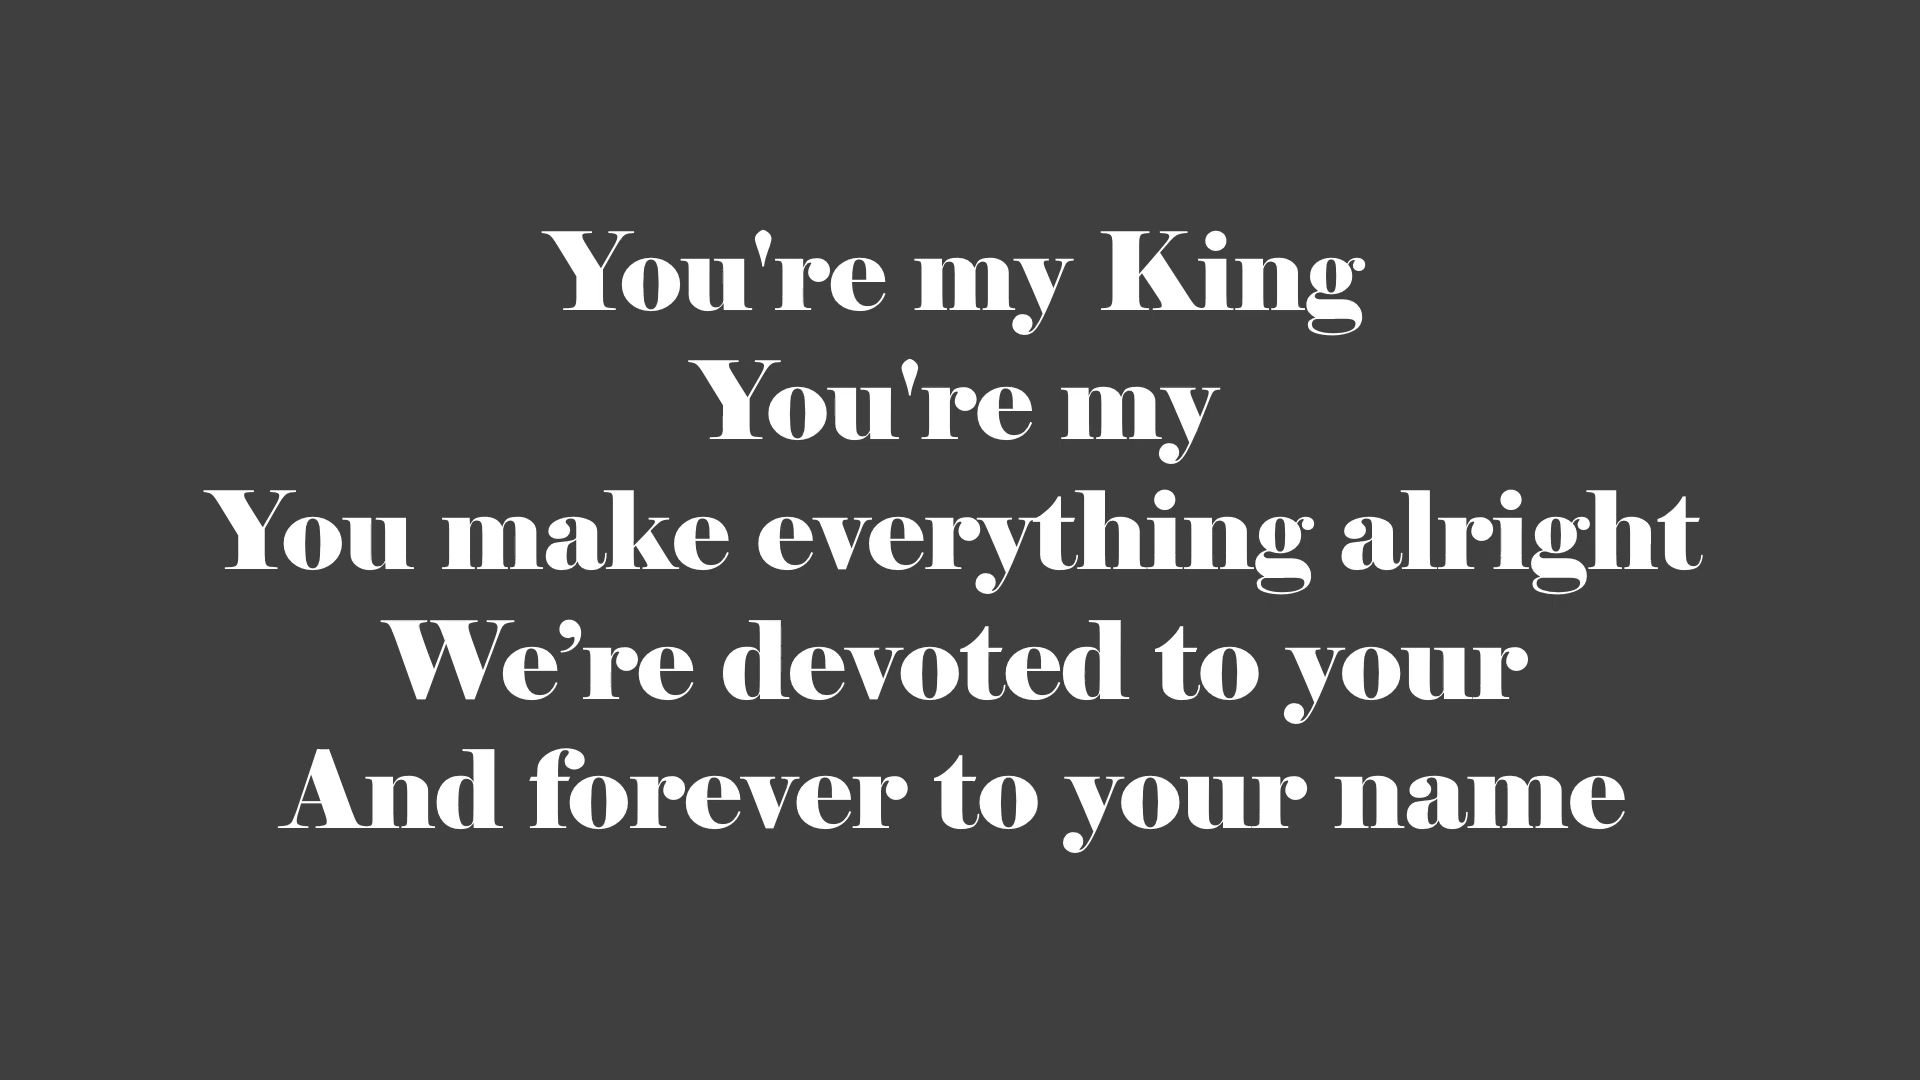 You're my King
You're my
You make everything alright
We’re devoted to your
And forever to your name